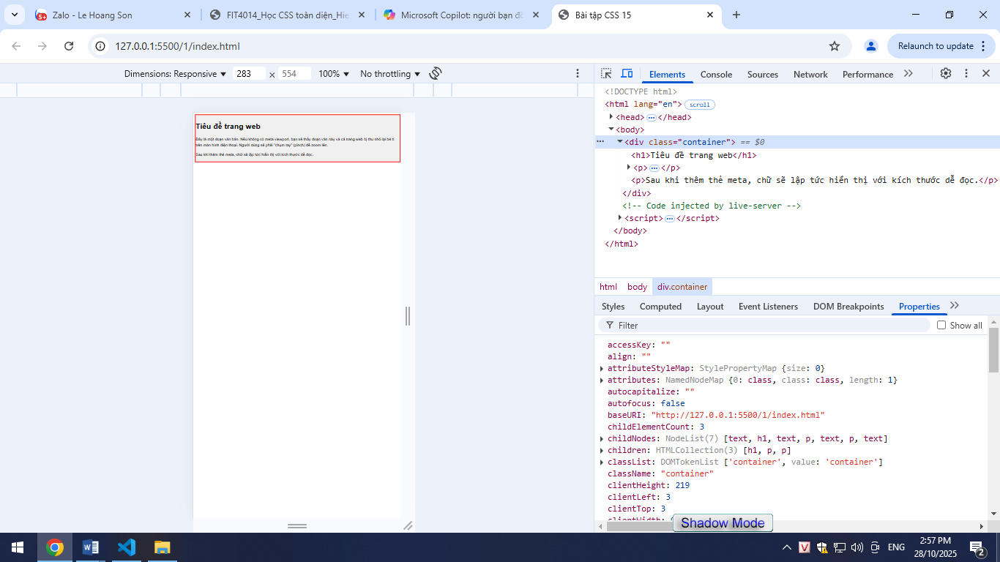 Zalo - Le Hoang Son
FIT4014_Học CSS toàn diện_Hie
Microsoft Copilot: người bạn đồ
Bài tập CSS 15
127.0.0.1:5500/1/index.html
Relaunch to update
Dimensions: Responsive 283 × 554 100% No throttling
Tiêu đề trang web
Đây là một đoạn văn bản. Nếu không có meta viewport, bạn sẽ thấy đoạn văn này và cả trang web bị thu nhỏ lại bé tí
trên màn hình điện thoại. Người dùng sẽ phải "chụm tay" (pinch) để zoom lên.
Sau khi thêm thẻ meta, chữ sẽ lập tức hiển thị với kích thước dễ đọc.
Elements Console Sources Network Performance
<!DOCTYPE html>
<html lang="en"> scroll
<head> … </head>
<body>
… <div class="container"> == $0
<h1>Tiêu đề trang web</h1>
<p> … </p>
<p>Sau khi thêm thẻ meta, chữ sẽ lập tức hiển thị với kích thước dễ đọc.</p>
</div>
<!-- Code injected by live-server -->
<script> … </script>
</body>
</html>
html body div.container
Styles Computed Layout Event Listeners DOM Breakpoints Properties
Filter Show all
accessKey: ""
align: ""
attributeStyleMap: StylePropertyMap {size: 0}
attributes: NamedNodeMap {0: class, class: class, length: 1}
autocapitalize: ""
autofocus: false
baseURI: "http://127.0.0.1:5500/1/index.html"
childElementCount: 3
childNodes: NodeList(7) [text, h1, text, p, text, p, text]
children: HTMLCollection(3) [h1, p, p]
classList: DOMTokenList ['container', value: 'container']
className: "container"
clientHeight: 219
clientLeft: 3
clientTop: 3
clientWidth:
Shadow Mode
ENG
2:57 PM
28/10/2025
2